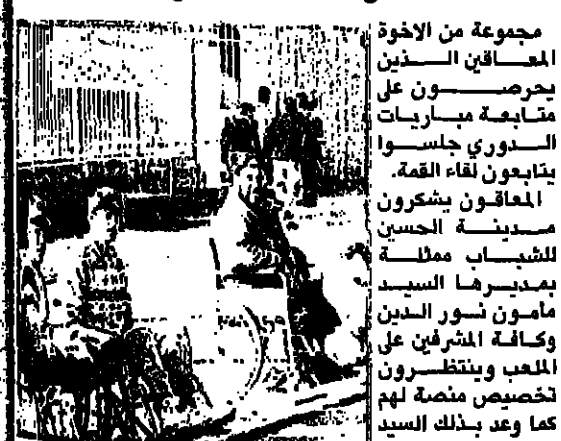 مجموعة من الاخوة
المعاقين الذين
يحرصون على
متابعة مباريات
الدوري جلسوا
يتابعون لقاء القمة.
المعاقون يشكرون
مدينة الحسين
للشباب ممثلة
بمديرها السيد
مأمون نور الدين
وكافة المشرفين على
الملعب وينتظرون
تخصيص منصة لهم
كما وعد بذلك السيد